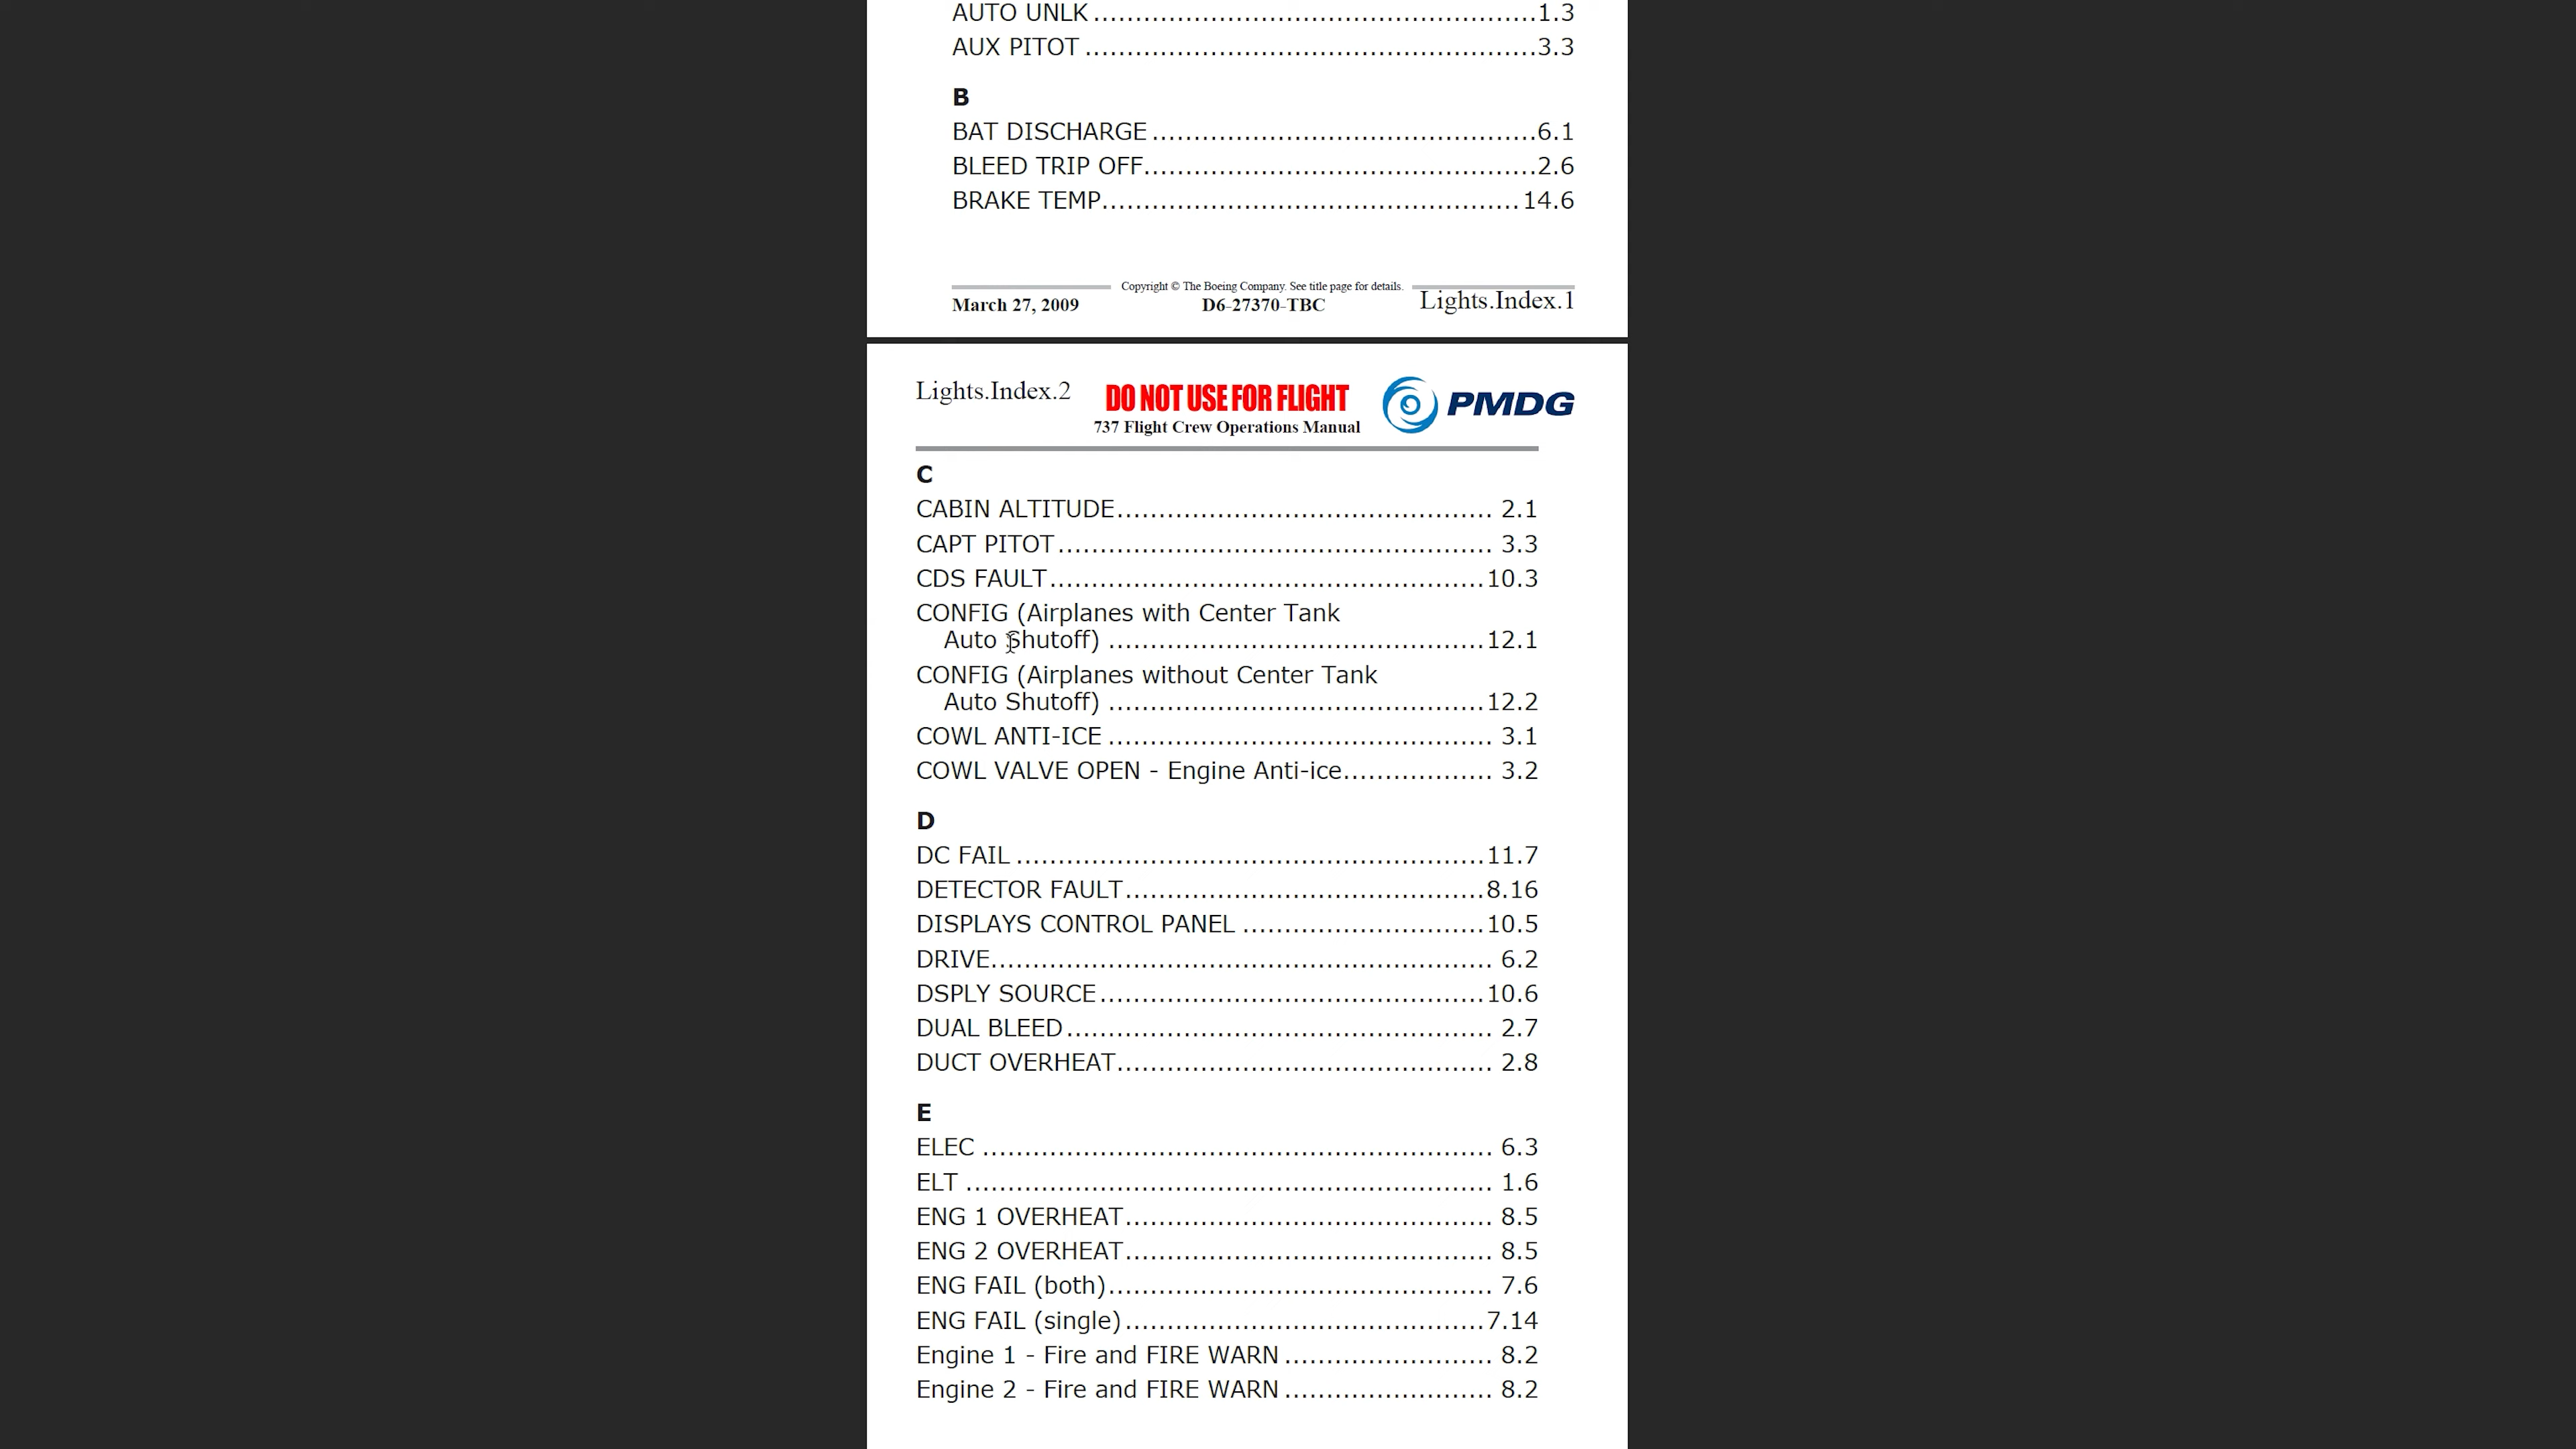 AUTO UNLK.....................................................1.3
AUX PITOT......................................................3.3
B
BAT DISCHARGE..............................................6.1
BLEED TRIP OFF...............................................2.6
BRAKE TEMP..................................................14.6
Copyright © The Boeing Company. See title page for details.
March 27, 2009 D6-27370-TBC Lights.Index.1
Lights.Index.2 DO NOT USE FOR FLIGHT PMDG
737 Flight Crew Operations Manual
C
CABIN ALTITUDE............................................. 2.1
CAPT PITOT.................................................... 3.3
CDS FAULT....................................................10.3
CONFIG (Airplanes with Center Tank
Auto Shutoff) .............................................12.1
CONFIG (Airplanes without Center Tank
Auto Shutoff) .............................................12.2
COWL ANTI-ICE .............................................. 3.1
COWL VALVE OPEN - Engine Anti-ice.................. 3.2
D
DC FAIL ........................................................11.7
DETECTOR FAULT...........................................8.16
DISPLAYS CONTROL PANEL .............................10.5
DRIVE............................................................ 6.2
DSPLY SOURCE..............................................10.6
DUAL BLEED................................................... 2.7
DUCT OVERHEAT............................................. 2.8
E
ELEC ............................................................. 6.3
ELT ............................................................... 1.6
ENG 1 OVERHEAT............................................ 8.5
ENG 2 OVERHEAT............................................ 8.5
ENG FAIL (both).............................................. 7.6
ENG FAIL (single)...........................................7.14
Engine 1 - Fire and FIRE WARN ......................... 8.2
Engine 2 - Fire and FIRE WARN ......................... 8.2